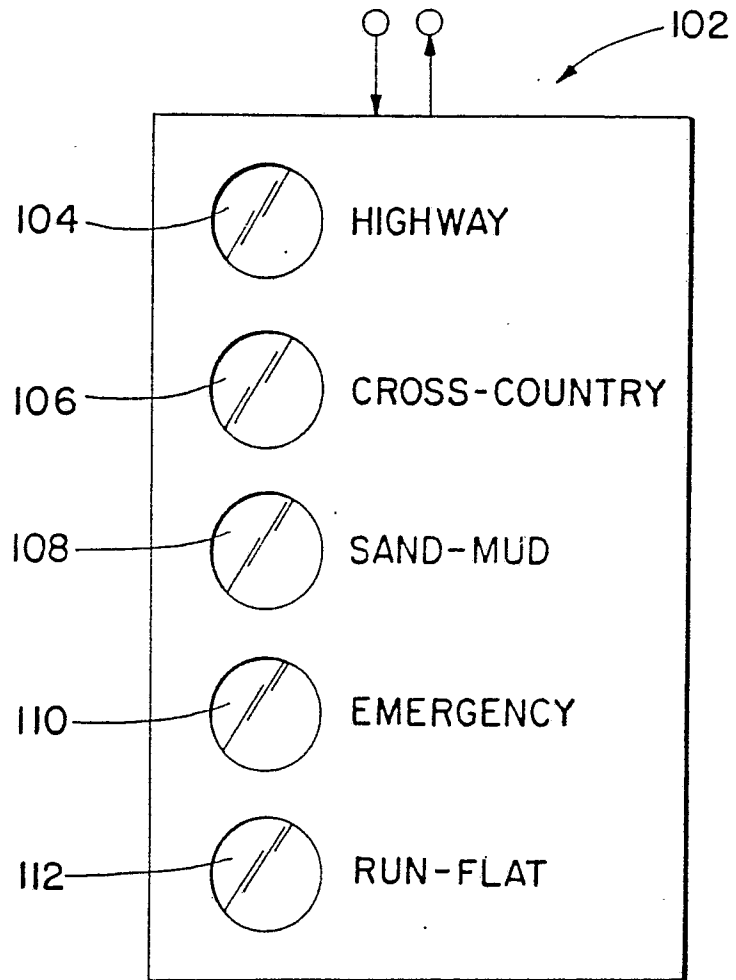 102
104 HIGHWAY
106 CROSS-COUNTRY
108 SAND-MUD
110 EMERGENCY
112 RUN-FLAT